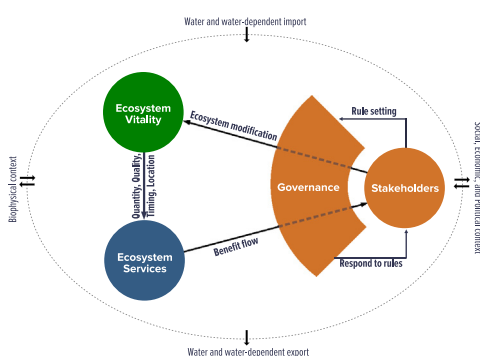 Water and water-dependent import
Ecosystem
Vitality
Ecosystem modification
Rule setting
Biophysical context
Quantity, Quality,
Timing, Location
Governance
Stakeholders
Social, Economic, and Political Context
Ecosystem
Services
Benefit flow
Respond to rules
Water and water-dependent export